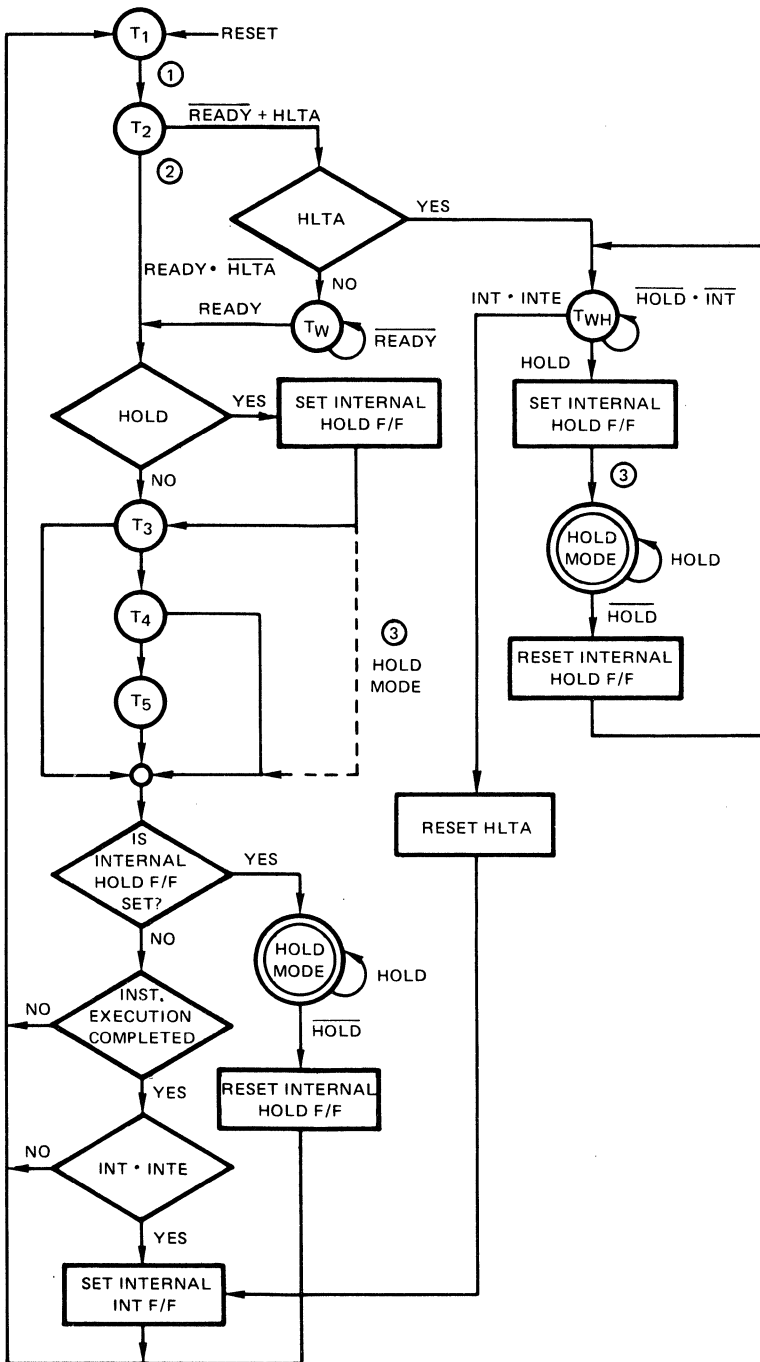 T1
RESET
①
T2
READY + HLTA
②
HLTA
YES
READY • HLTA
NO
INT • INTE
HOLD • INT
READY
TW
READY
TWH
HOLD
HOLD
YES
SET INTERNAL
HOLD F/F
SET INTERNAL
HOLD F/F
NO
③
T3
HOLD
MODE
HOLD
T4
③
HOLD
MODE
HOLD
RESET INTERNAL
HOLD F/F
T5
RESET HLTA
IS
INTERNAL
HOLD F/F
SET?
YES
NO
HOLD
MODE
HOLD
NO
INST.
EXECUTION
COMPLETED
HOLD
YES
RESET INTERNAL
HOLD F/F
NO
INT • INTE
YES
SET INTERNAL
INT F/F